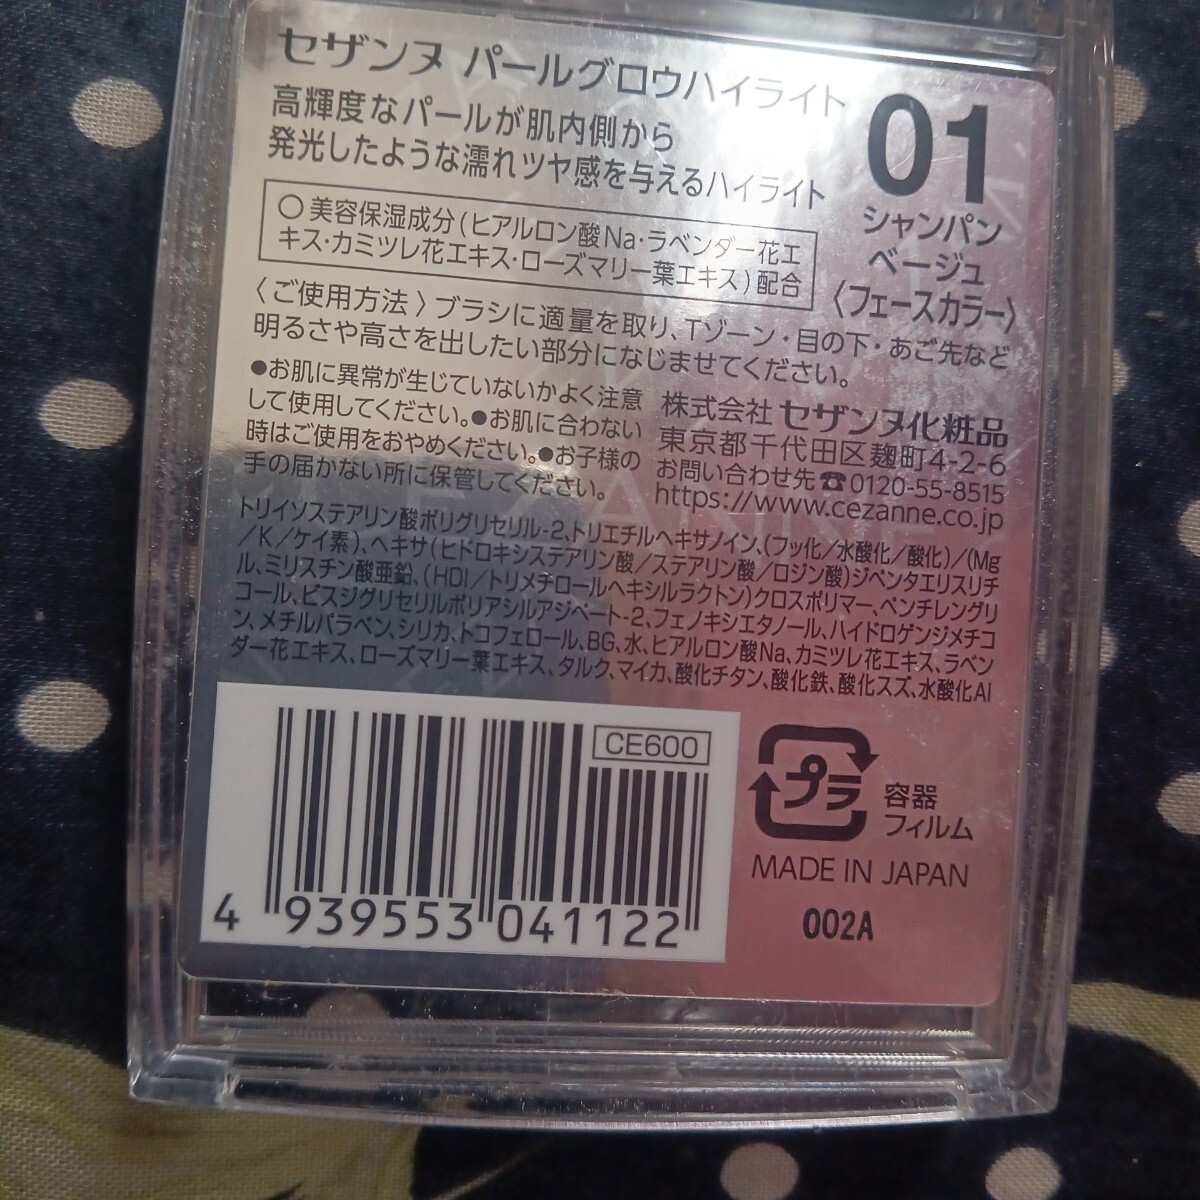 セザンヌ パールグロウハイライト
高輝度なパールが肌内側から
発光したような濡れツヤ感を与えるハイライト
01
シャンパン
ベージュ
〈フェースカラー〉
○美容保湿成分(ヒアルロン酸Na・ラベンダー花エ
キス・カミツレ花エキス・ローズマリー葉エキス)配合
〈ご使用方法〉ブラシに適量を取り、Tゾーン・目の下・あご先など
明るさや高さを出したい部分になじませてください。
●お肌に異常が生じていないかよく注意
して使用してください。●お肌に合わない
時はご使用をおやめください。●お子様の
手の届かない所に保管してください。
株式会社 セザンヌ化粧品
東京都千代田区麹町4-2-6
お問い合わせ先☎0120-55-8515
https://www.cezanne.co.jp
トリイソステアリン酸ポリグリセリル-2、トリエチルヘキサノイン、(フッ化/水酸化/酸化)/(Mg
/K/ケイ素)、ヘキサ(ヒドロキシステアリン酸/ステアリン酸/ロジン酸)ジペンタエリスリチ
ル、ミリスチン酸亜鉛、(HDI/トリメチロールヘキシルラクトン)クロスポリマー、ペンチレングリ
コール、ビスジグリセリルポリアシルアジペート-2、フェノキシエタノール、ハイドロゲンジメチコ
ン、メチルパラベン、シリカ、トコフェロール、BG、水、ヒアルロン酸Na、カミツレ花エキス、ラベン
ダー花エキス、ローズマリー葉エキス、タルク、マイカ、酸化チタン、酸化鉄、酸化スズ、水酸化Al
CE600
4 939553 041122
プラ
容器
フィルム
MADE IN JAPAN
002A